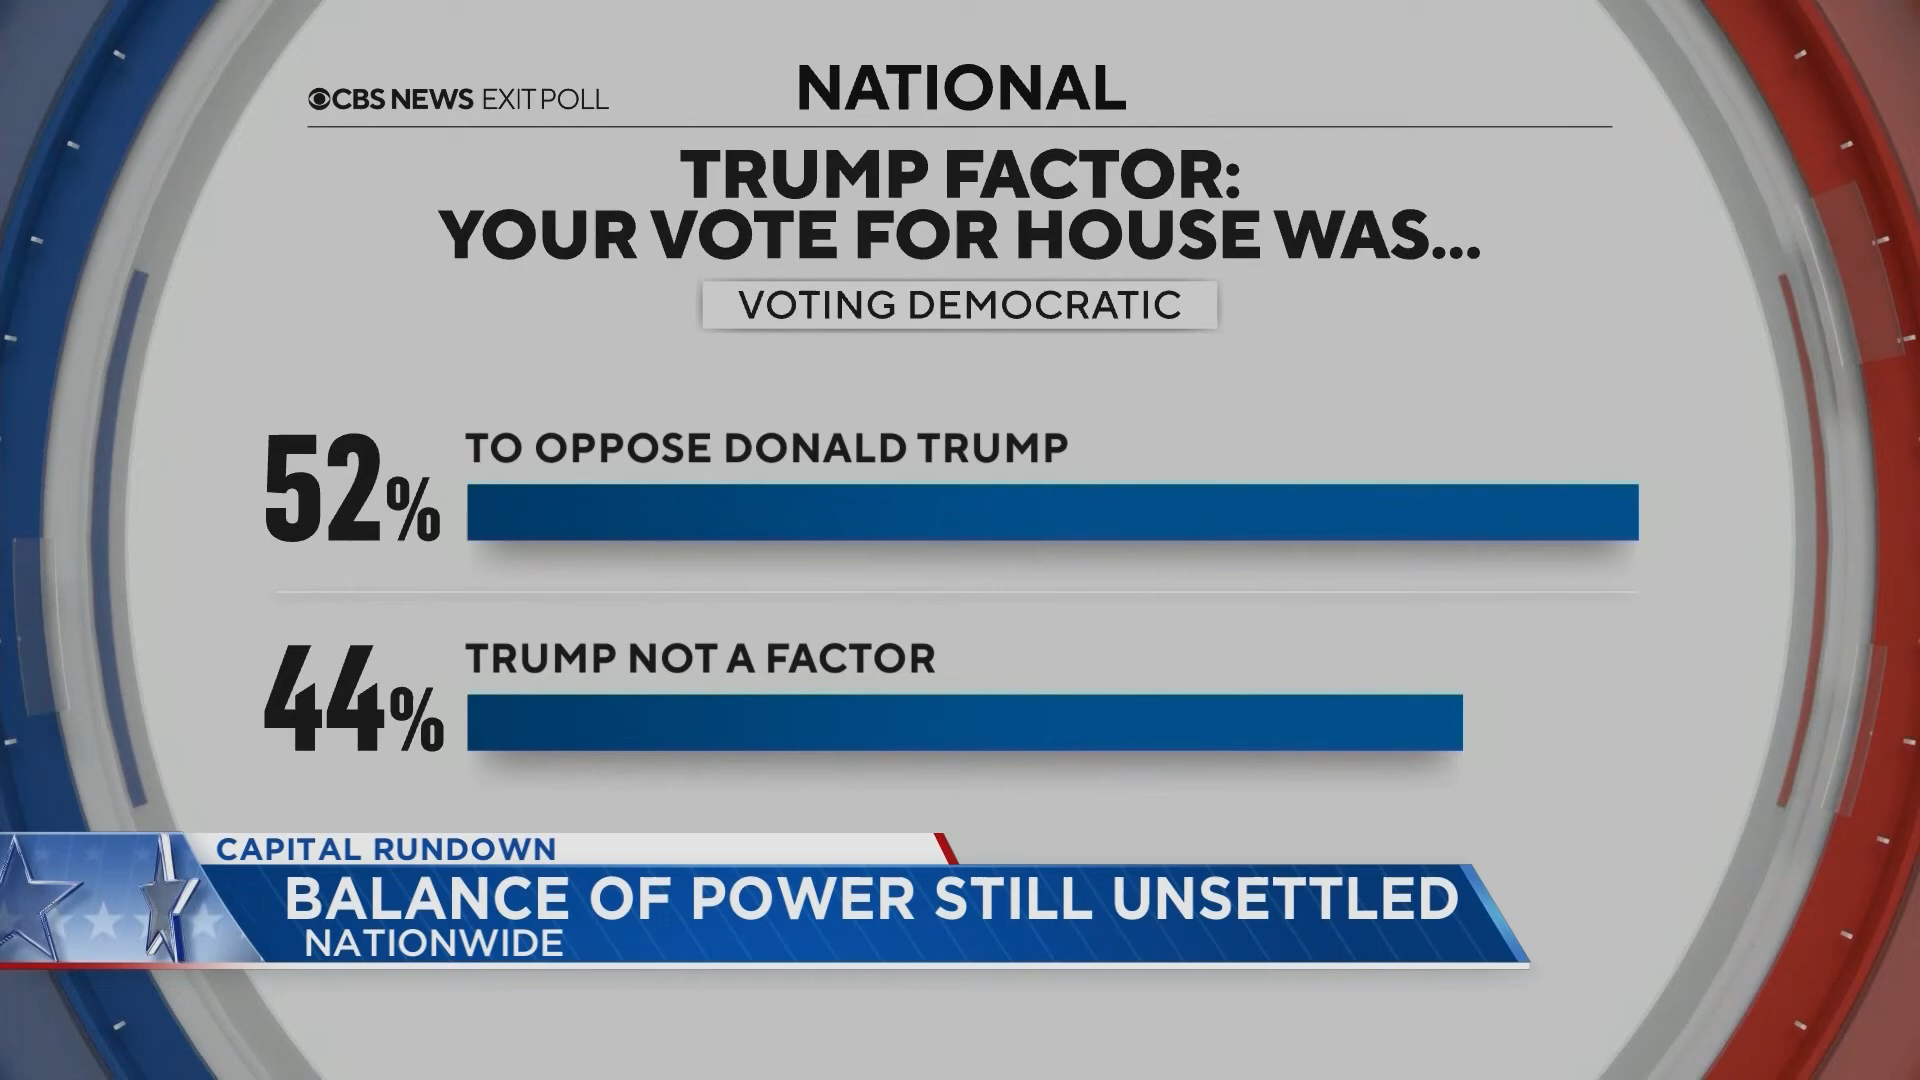 CBS NEWS EXIT POLL
NATIONAL
TRUMP FACTOR:
YOUR VOTE FOR HOUSE WAS...
VOTING DEMOCRATIC
52% TO OPPOSE DONALD TRUMP
44% TRUMP NOT A FACTOR
CAPITAL RUNDOWN
BALANCE OF POWER STILL UNSETTLED
NATIONWIDE